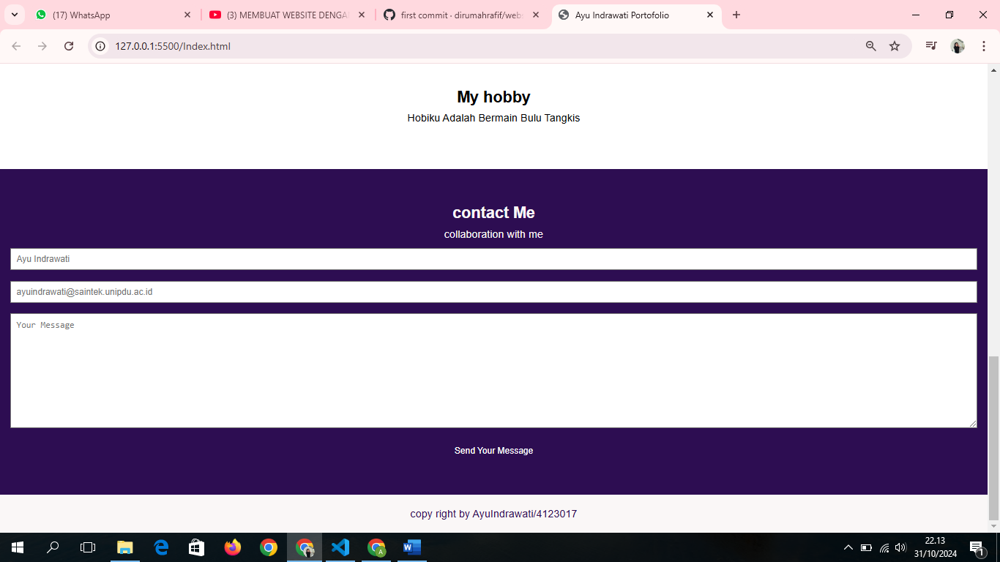 (17) WhatsApp
(3) MEMBUAT WEBSITE DENGA
first commit · dirumahrafif/webs
Ayu Indrawati Portofolio
127.0.0.1:5500/Index.html
My hobby
Hobiku Adalah Bermain Bulu Tangkis
contact Me
collaboration with me
Ayu Indrawati
ayuindrawati@saintek.unipdu.ac.id
Your Message
Send Your Message
copy right by AyuIndrawati/4123017
A
W
22.13
31/10/2024
1